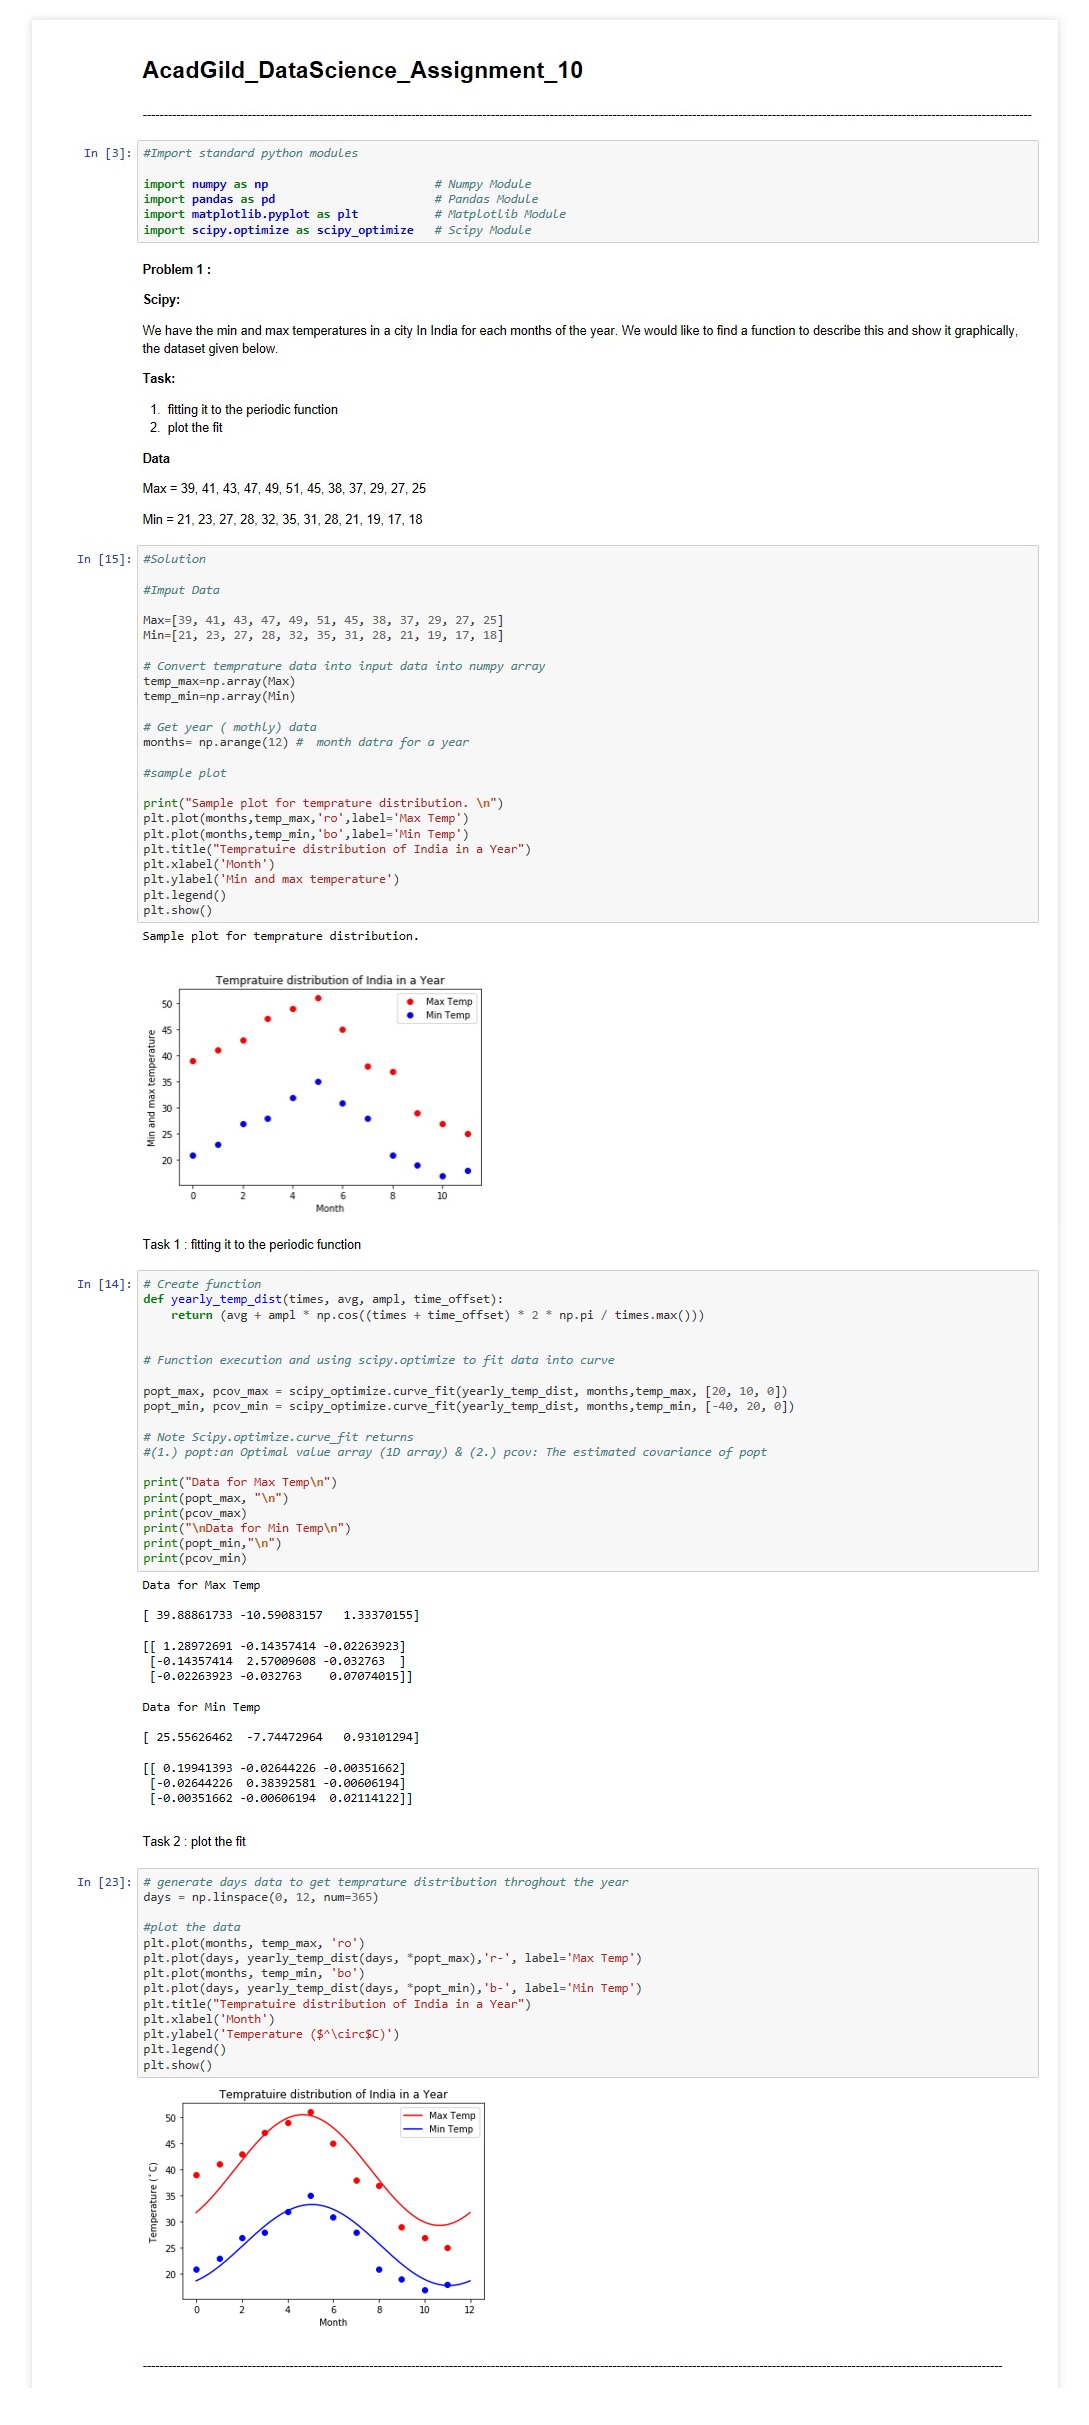 AcadGild_DataScience_Assignment_10
In [3]: #Import standard python modules
import numpy as np # Numpy Module
import pandas as pd # Pandas Module
import matplotlib.pyplot as plt # Matplotlib Module
import scipy.optimize as scipy_optimize # Scipy Module
Problem 1 :
Scipy:
We have the min and max temperatures in a city In India for each months of the year. We would like to find a function to describe this and show it graphically,
the dataset given below.
Task:
1. fitting it to the periodic function
2. plot the fit
Data
Max = 39, 41, 43, 47, 49, 51, 45, 38, 37, 29, 27, 25
Min = 21, 23, 27, 28, 32, 35, 31, 28, 21, 19, 17, 18
In [15]: #Solution
#Imput Data
Max=[39, 41, 43, 47, 49, 51, 45, 38, 37, 29, 27, 25]
Min=[21, 23, 27, 28, 32, 35, 31, 28, 21, 19, 17, 18]
# Convert temprature data into input data into numpy array
temp_max=np.array(Max)
temp_min=np.array(Min)
# Get year ( mothly) data
months= np.arange(12) # month datra for a year
#sample plot
print("Sample plot for temprature distribution. \n")
plt.plot(months,temp_max,'ro',label='Max Temp')
plt.plot(months,temp_min,'bo',label='Min Temp')
plt.title("Tempratuire distribution of India in a Year")
plt.xlabel('Month')
plt.ylabel('Min and max temperature')
plt.legend()
plt.show()
Sample plot for temprature distribution.
Tempratuire distribution of India in a Year
Max Temp
Min Temp
50
45
40
35
30
25
20
Min and max temperature
0 2 4 6 8 10
Month
Task 1 : fitting it to the periodic function
In [14]: # Create function
def yearly_temp_dist(times, avg, ampl, time_offset):
return (avg + ampl * np.cos((times + time_offset) * 2 * np.pi / times.max()))
# Function execution and using scipy.optimize to fit data into curve
popt_max, pcov_max = scipy_optimize.curve_fit(yearly_temp_dist, months,temp_max, [20, 10, 0])
popt_min, pcov_min = scipy_optimize.curve_fit(yearly_temp_dist, months,temp_min, [-40, 20, 0])
# Note Scipy.optimize.curve_fit returns
#(1.) popt:an Optimal value array (1D array) & (2.) pcov: The estimated covariance of popt
print("Data for Max Temp\n")
print(popt_max, "\n")
print(pcov_max)
print("\nData for Min Temp\n")
print(popt_min,"\n")
print(pcov_min)
Data for Max Temp
[ 39.88861733 -10.59083157 1.33370155]
[[ 1.28972691 -0.14357414 -0.02263923]
[-0.14357414 2.57009608 -0.032763 ]
[-0.02263923 -0.032763 0.07074015]]
Data for Min Temp
[ 25.55626462 -7.74472964 0.93101294]
[[ 0.19941393 -0.02644226 -0.00351662]
[-0.02644226 0.38392581 -0.00606194]
[-0.00351662 -0.00606194 0.02114122]]
Task 2 : plot the fit
In [23]: # generate days data to get temprature distribution throghout the year
days = np.linspace(0, 12, num=365)
#plot the data
plt.plot(months, temp_max, 'ro')
plt.plot(days, yearly_temp_dist(days, *popt_max),'r-', label='Max Temp')
plt.plot(months, temp_min, 'bo')
plt.plot(days, yearly_temp_dist(days, *popt_min),'b-', label='Min Temp')
plt.title("Tempratuire distribution of India in a Year")
plt.xlabel('Month')
plt.ylabel('Temperature ($^\circ$C)')
plt.legend()
plt.show()
Tempratuire distribution of India in a Year
Max Temp
Min Temp
50
45
40
35
30
25
20
Temperature (°C)
0 2 4 6 8 10 12
Month